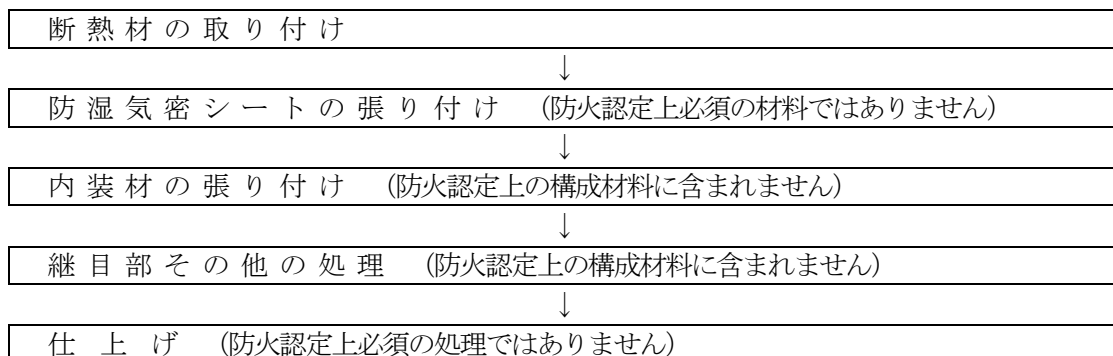 断熱材の取り付け
↓
防湿気密シートの張り付け (防火認定上必須の材料ではありません)
↓
内装材の張り付け (防火認定上の構成材料に含まれません)
↓
継目部その他の処理 (防火認定上の構成材料に含まれません)
↓
仕上げ (防火認定上必須の処理ではありません)